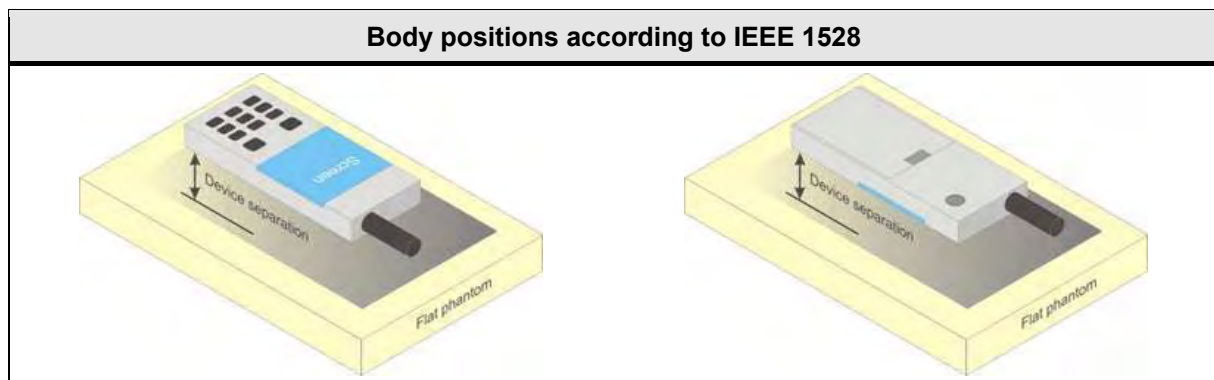 Body positions according to IEEE 1528
Screen
Device separation
Flat phantom
Device separation
Flat phantom